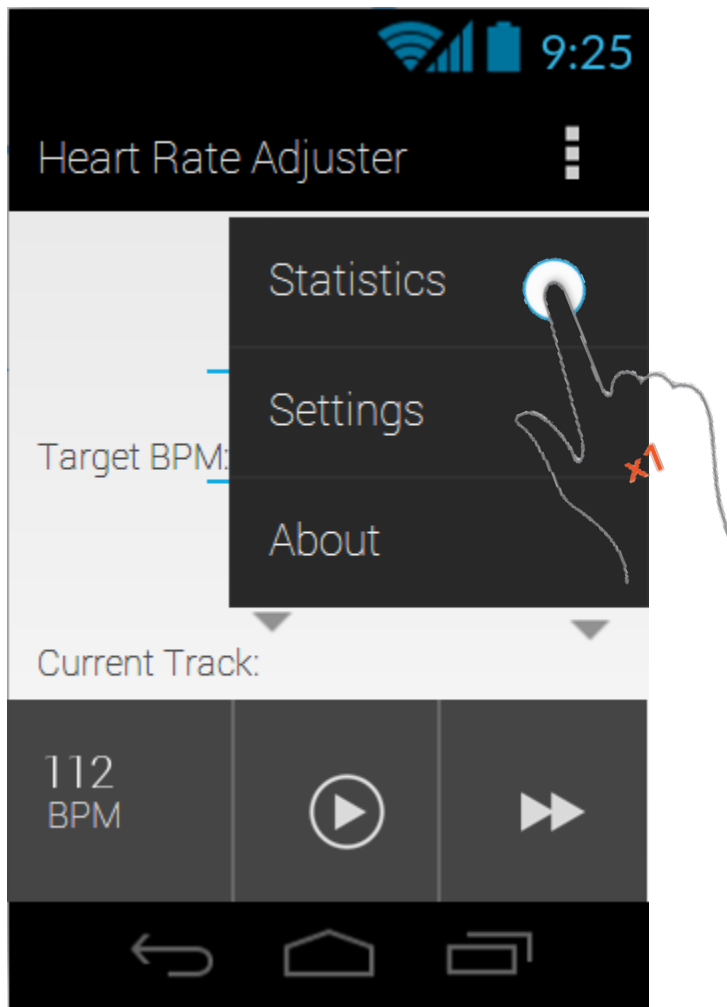 9:25
Heart Rate Adjuster
Statistics
Settings
Target BPM:
x1
About
Current Track:
112
BPM